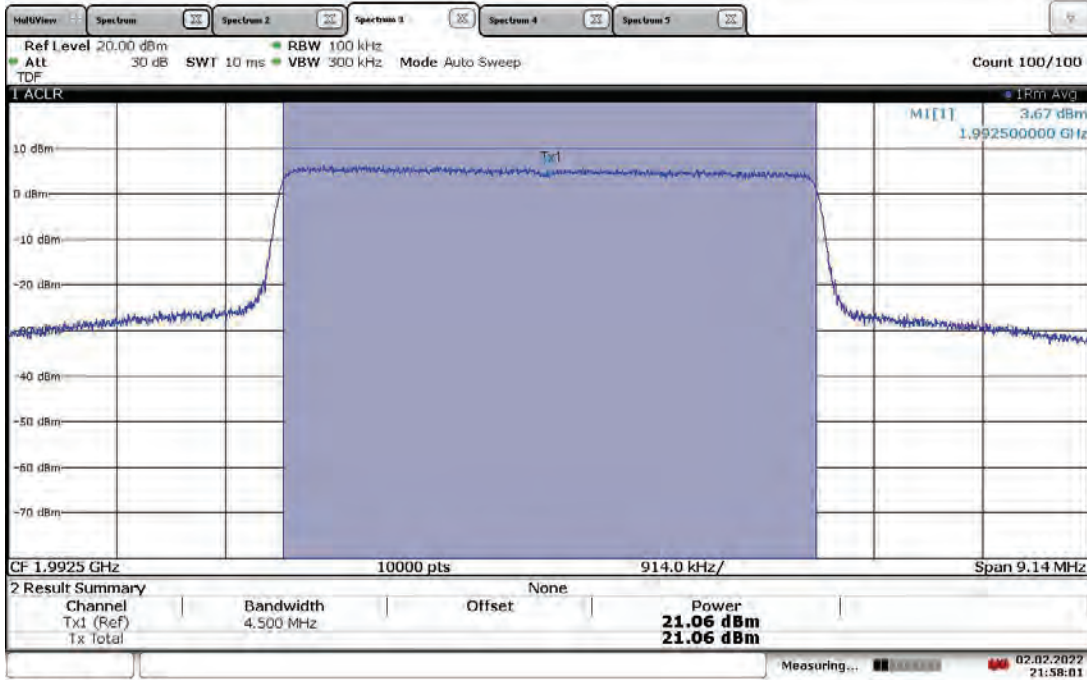 MultiView Spectrum Spectrum 2 Spectrum 3 Spectrum 4 Spectrum 5
Ref Level 20.00 dBm RBW 100 kHz
Att 30 dB SWT 10 ms VBW 300 kHz Mode Auto Sweep Count 100/100
TDF
1 ACLR 1Rm Avg
M1[1] 3.67 dBm
1.992500000 GHz
10 dBm
Tx1
0 dBm
-10 dBm
-20 dBm
-30 dBm
-40 dBm
-50 dBm
-60 dBm
-70 dBm
CF 1.9925 GHz 10000 pts 914.0 kHz/ Span 9.14 MHz
2 Result Summary None
Channel Bandwidth Offset Power
Tx1 (Ref) 4.500 MHz 21.06 dBm
Tx Total 21.06 dBm
Measuring... 02.02.2022
21:58:01